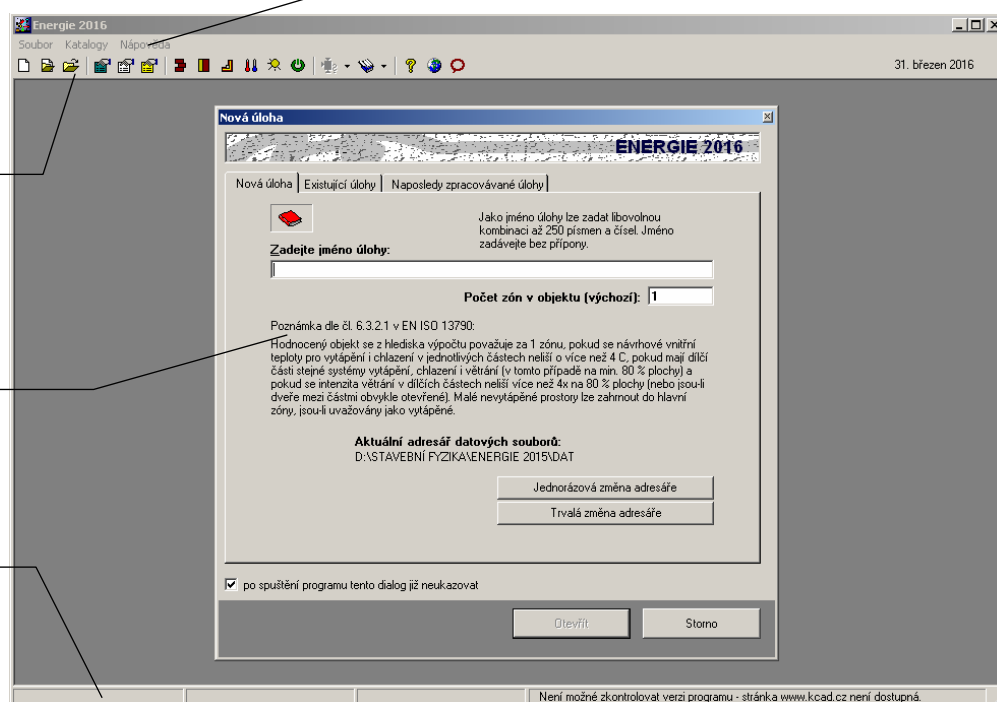 Energie 2016
Soubor Katalogy Nápověda
31. březen 2016
Nová úloha
ENERGIE 2016
Nová úloha Existující úlohy Naposledy zpracovávané úlohy
Jako jméno úlohy lze zadat libovolnou
kombinaci až 250 písmen a čísel. Jméno
zadávejte bez přípony.
Zadejte jméno úlohy:
Počet zón v objektu (výchozí): 1
Poznámka dle čl. 6.3.2.1 v EN ISO 13790:
Hodnocený objekt se z hlediska výpočtu považuje za 1 zónu, pokud se návrhové vnitřní
teploty pro vytápění i chlazení v jednotlivých částech neliší o více než 4 C, pokud mají dílčí
části stejné systémy vytápění, chlazení i větrání (v tomto případě na min. 80 % plochy) a
pokud se intenzita větrání v dílčích částech neliší více než 4x na 80 % plochy (nebo jsou-li
dveře mezi částmi obvykle otevřené). Malé nevytápěné prostory lze zahrnout do hlavní
zóny, jsou-li uvažovány jako vytápěné.
Aktuální adresář datových souborů:
D:\STAVEBNÍ FYZIKA\ENERGIE 2015\DAT
Jednorázová změna adresáře
Trvalá změna adresáře
po spuštění programu tento dialog již neukazovat
Otevřít Storno
Není možné zkontrolovat verzi programu - stránka www.kcad.cz není dostupná.